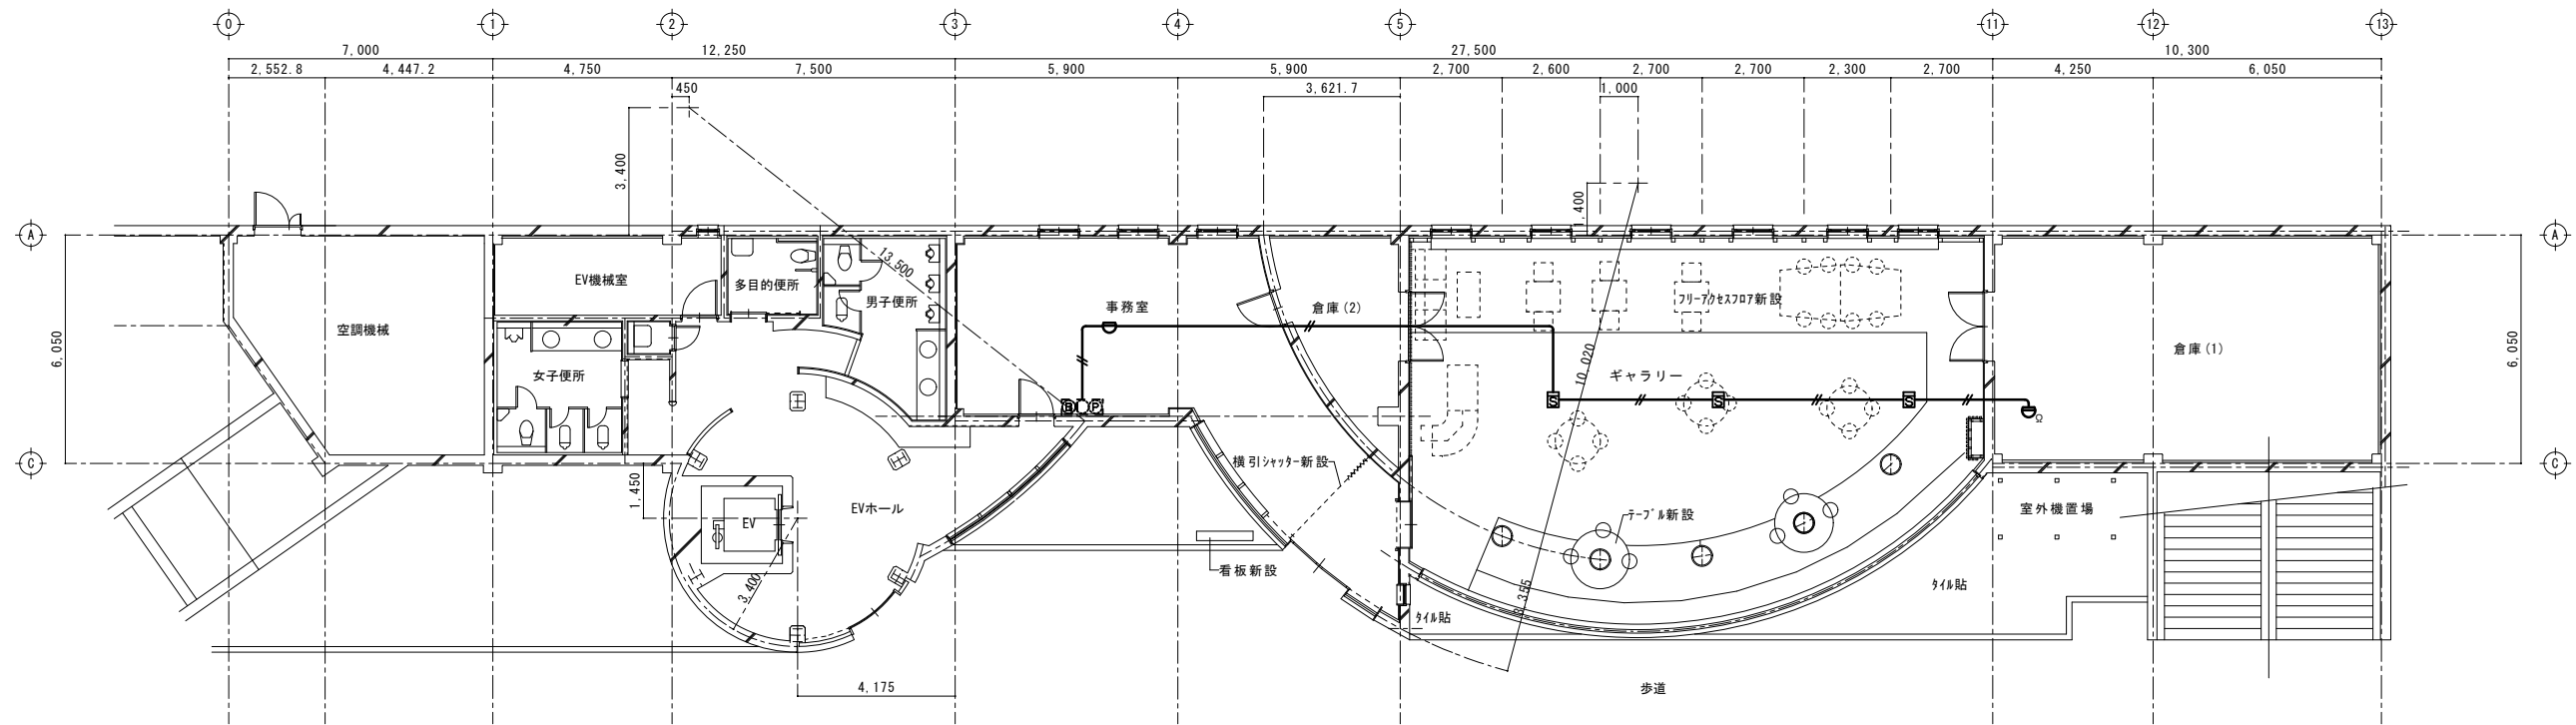 0 1 2 3 4 5 11 12 13
7,000 12,250 27,500 10,300
2,552.8 4,447.2 4,750 7,500 5,900 5,900 2,700 2,600 2,700 2,700 2,300 2,700 4,250 6,050
450 3,621.7 1,000
3,400
1,400
A A
13,500
EV機械室
多目的便所
男子便所
事務室
倉庫(2)
フリーアクセスフロア新設
空調機械
倉庫(1)
6,050
6,050
女子便所
10,020
ギャラリー
B P S S S
Ω
C C
横引シャッター新設
1,450
EVホール
EV
テーブル新設
室外機置場
看板新設
3,400
3,355
タイル貼
タイル貼
4,175
歩道